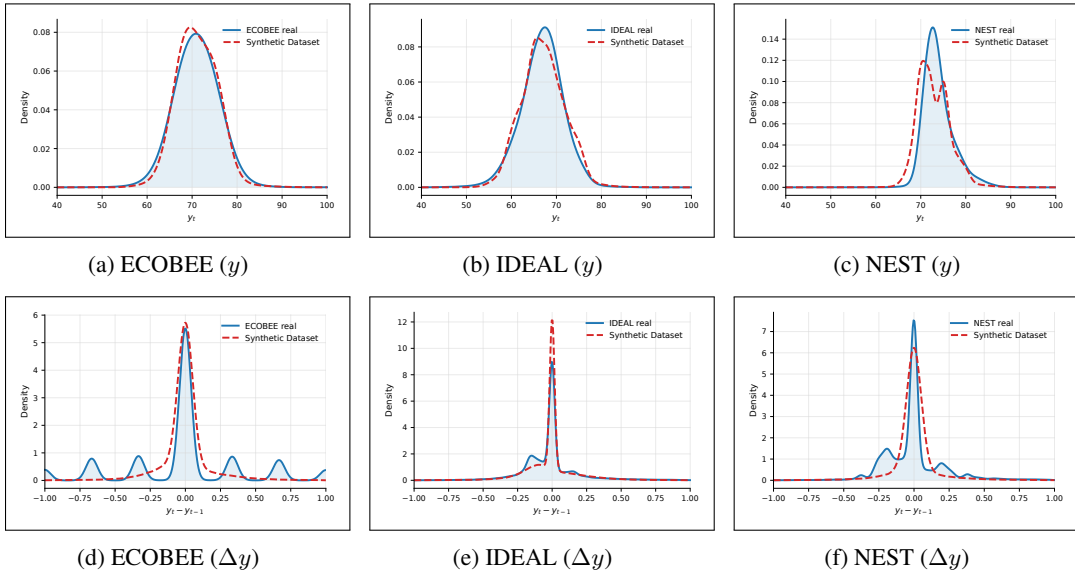 ECOBEE real
Synthetic Dataset
Density
0.08
0.06
0.04
0.02
0.00
40 50 60 70 80 90 100
y_t
(a) ECOBEE (y)
IDEAL real
Synthetic Dataset
Density
0.08
0.06
0.04
0.02
0.00
40 50 60 70 80 90 100
y_t
(b) IDEAL (y)
NEST real
Synthetic Dataset
Density
0.14
0.12
0.10
0.08
0.06
0.04
0.02
0.00
40 50 60 70 80 90 100
y_t
(c) NEST (y)
ECOBEE real
Synthetic Dataset
Density
6
5
4
3
2
1
0
−1.00 −0.75 −0.50 −0.25 0.00 0.25 0.50 0.75 1.00
y_t − y_{t−1}
(d) ECOBEE (Δy)
IDEAL real
Synthetic Dataset
Density
12
10
8
6
4
2
0
−1.00 −0.75 −0.50 −0.25 0.00 0.25 0.50 0.75 1.00
y_t − y_{t−1}
(e) IDEAL (Δy)
NEST real
Synthetic Dataset
Density
7
6
5
4
3
2
1
0
−1.00 −0.75 −0.50 −0.25 0.00 0.25 0.50 0.75 1.00
y_t − y_{t−1}
(f) NEST (Δy)